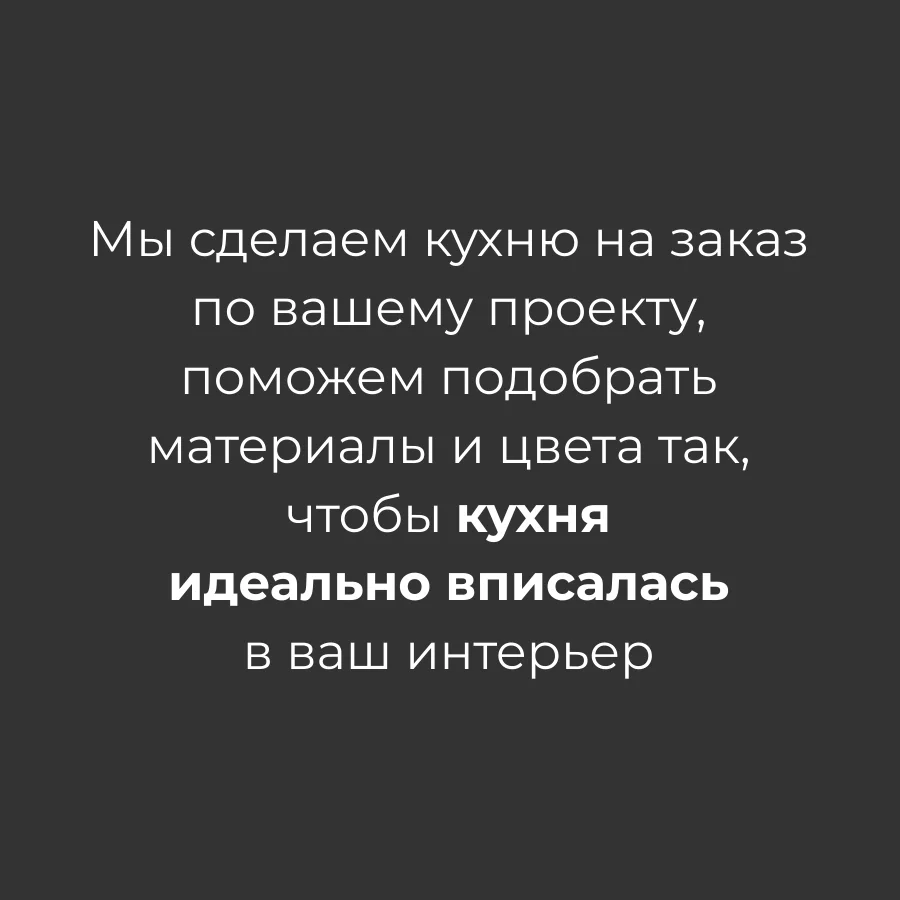 Мы сделаем кухню на заказ
по вашему проекту,
поможем подобрать
материалы и цвета так,
чтобы кухня
идеально вписалась
в ваш интерьер